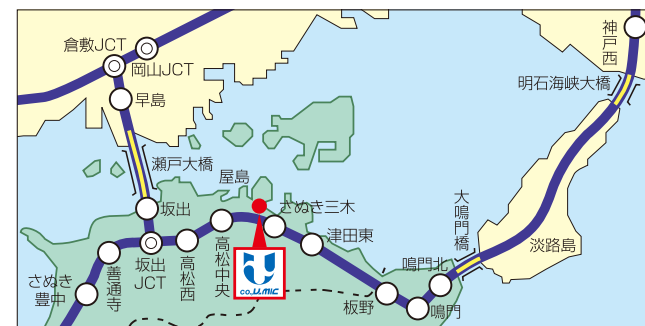 倉敷JCT
岡山JCT
早島
瀬戸大橋
坂出
坂出
JCT
善通寺
さぬき
豊中
高松西
高松中央
屋島
さぬき三木
津田東
板野
鳴門
鳴門北
大鳴門橋
淡路島
明石海峡大橋
神戸西
CO.UMIC